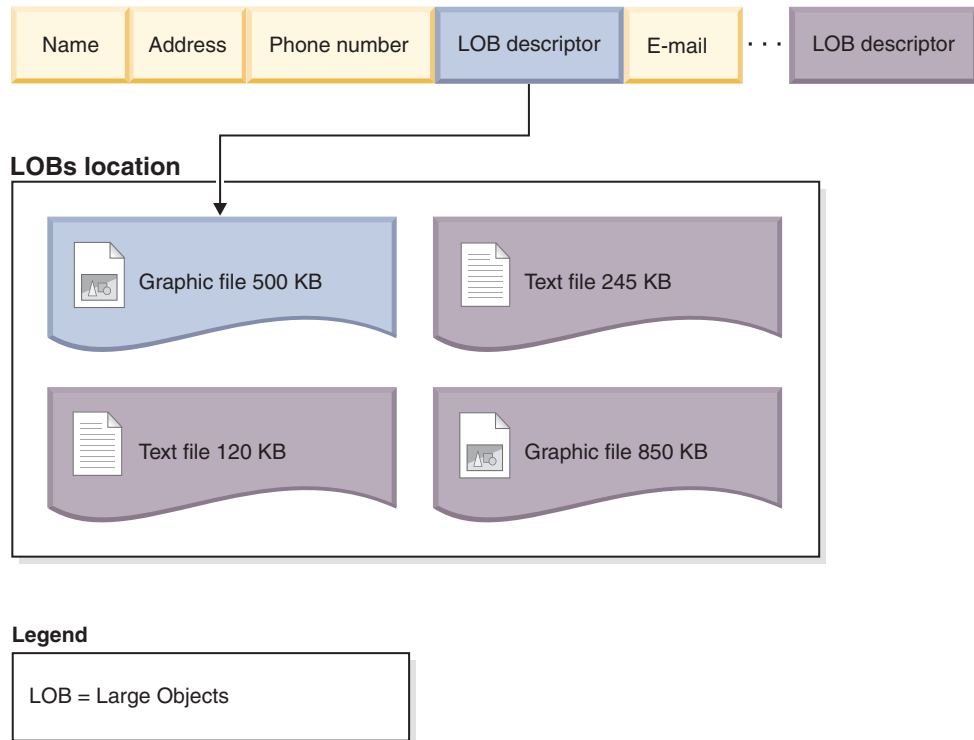 Name Address Phone number LOB descriptor E-mail ... LOB descriptor
LOBs location
Graphic file 500 KB
Text file 245 KB
Text file 120 KB
Graphic file 850 KB
Legend
LOB = Large Objects